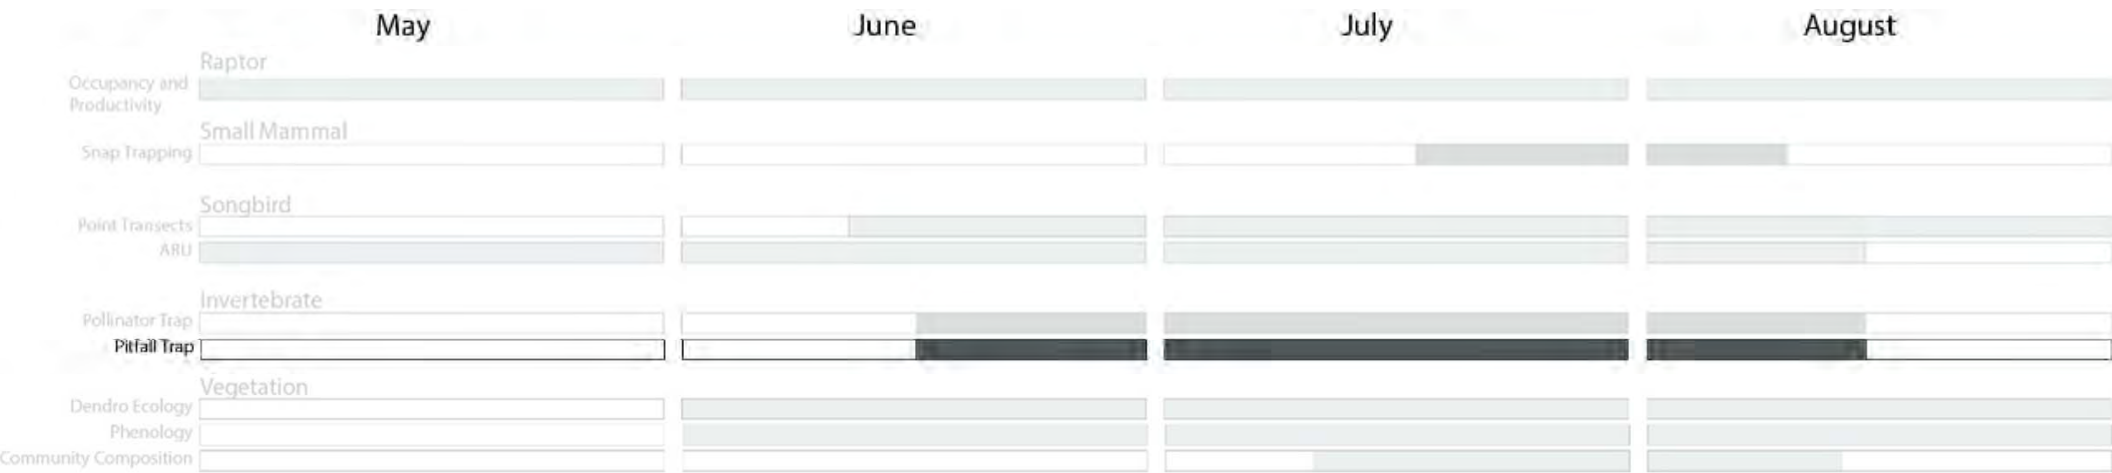 May June July August
Raptor
Occupancy and
Productivity
Small Mammal
Snap Trapping
Songbird
Point Transects
ARU
Invertebrate
Pollinator Trap
Pitfall Trap
Vegetation
Dendro Ecology
Phenology
Community Composition